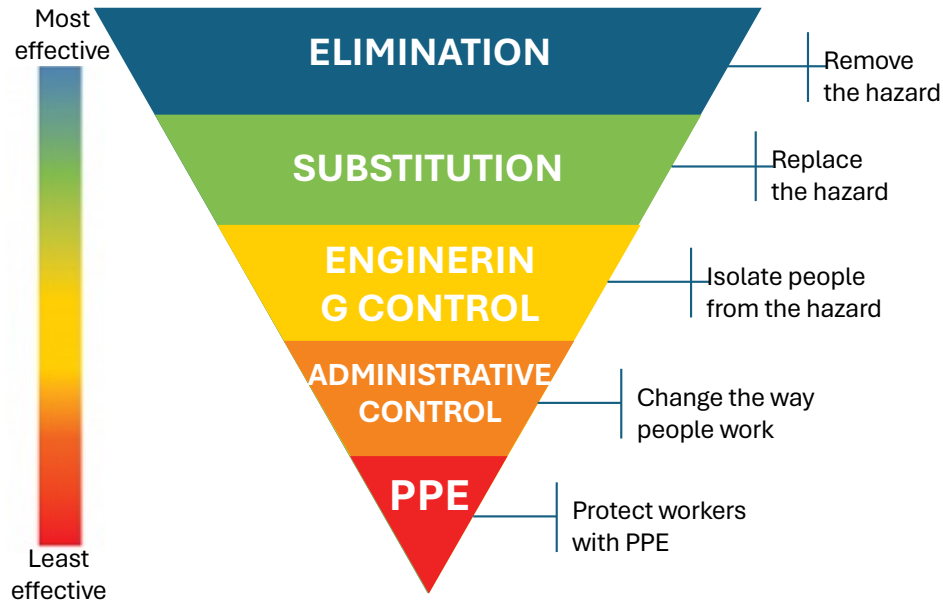 Most
effective
ELIMINATION
Remove
the hazard
SUBSTITUTION
Replace
the hazard
ENGINERIN
G CONTROL
Isolate people
from the hazard
ADMINISTRATIVE
CONTROL
Change the way
people work
PPE
Protect workers
with PPE
Least
effective